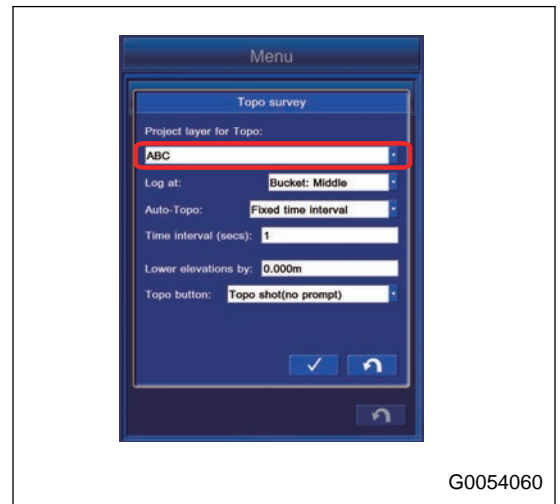 Menu
Topo survey
Project layer for Topo:
ABC
Log at: Bucket: Middle
Auto-Topo: Fixed time interval
Time interval (secs): 1
Lower elevations by: 0.000m
Topo button: Topo shot(no prompt)
G0054060